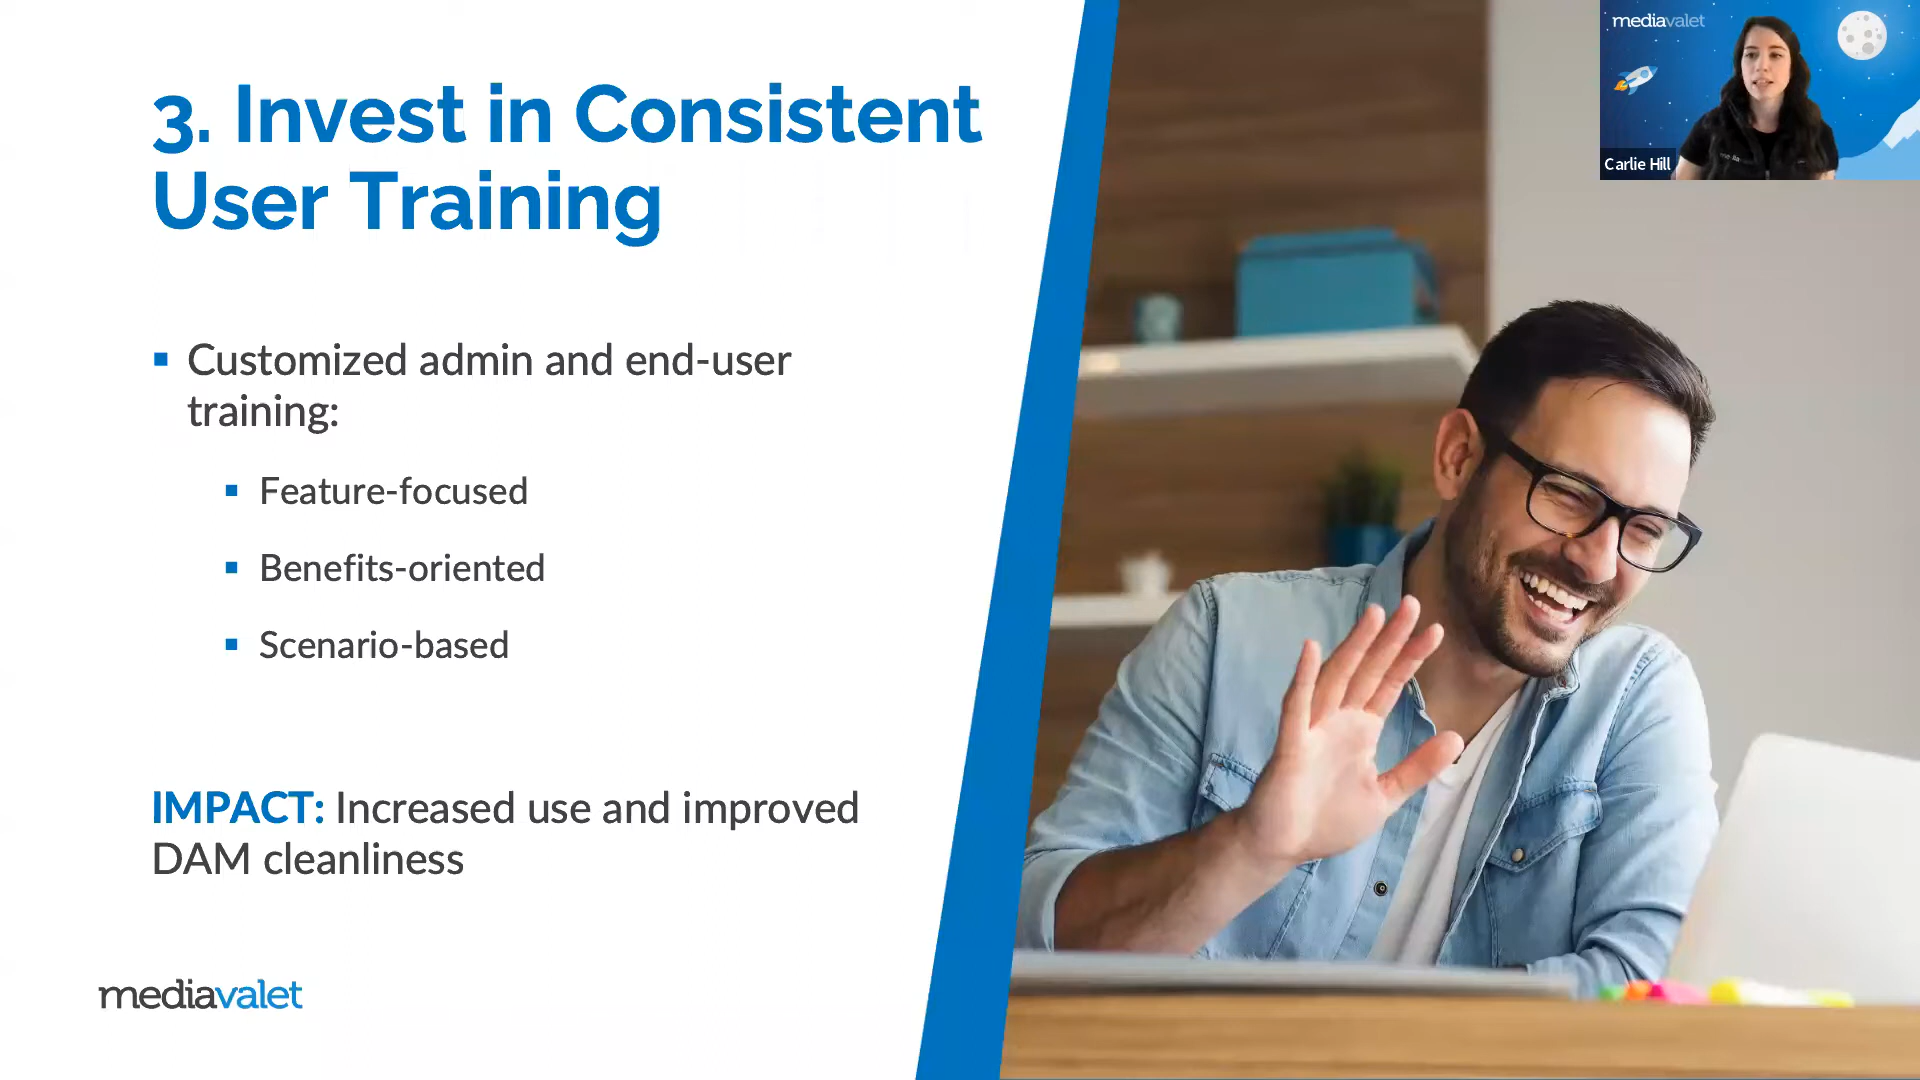 3. Invest in Consistent
User Training
Customized admin and end-user
training:
Feature-focused
Benefits-oriented
Scenario-based
IMPACT: Increased use and improved
DAM cleanliness
mediavalet
mediavalet
Carlie Hill